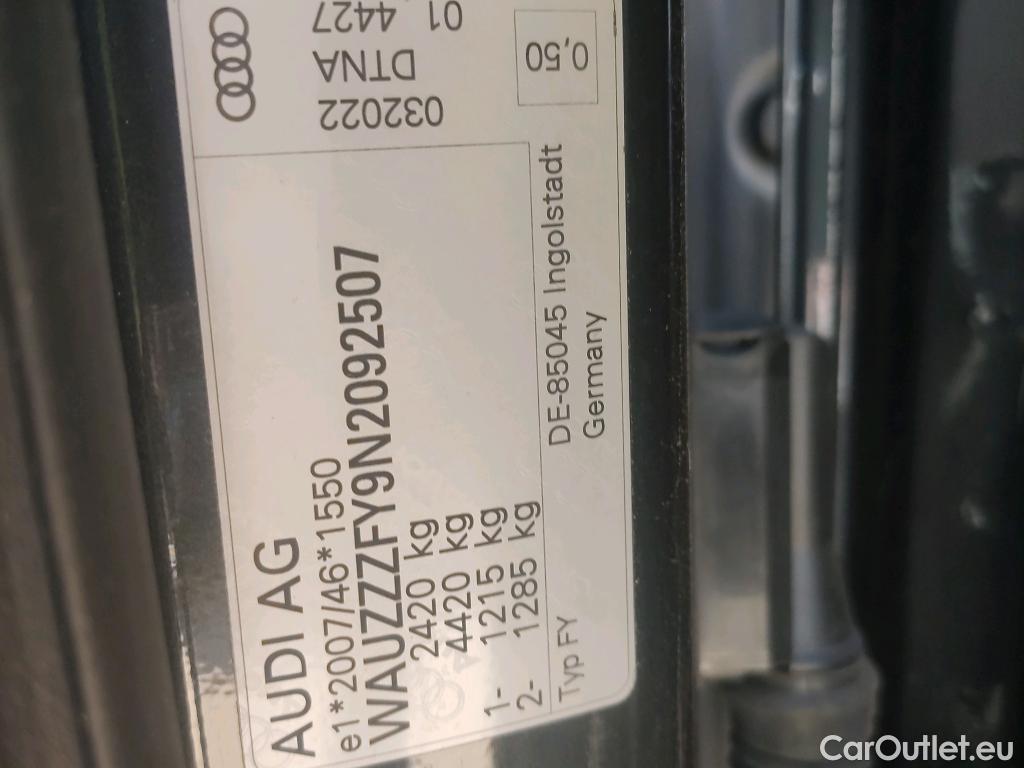 AUDI AG
e1*2007/46*1550
WAUZZZFY9N2092507
2420 kg
4420 kg
1- 1215 kg
2- 1285 kg
Typ FY
DE-85045 Ingolstadt
Germany
032022
DTNA
01 4427
0,50
CarOutlet.eu